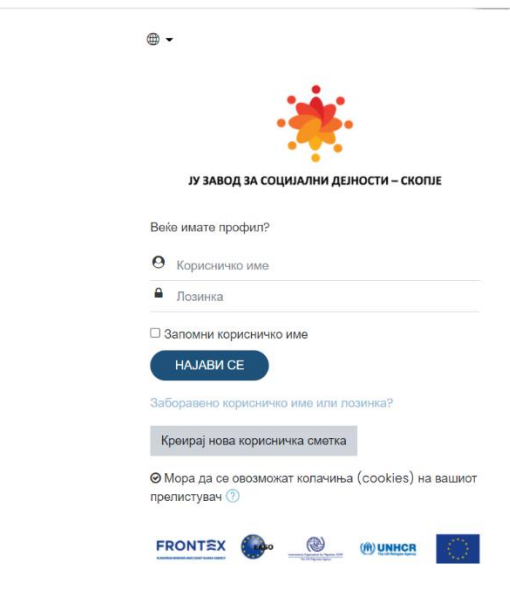 ЈУ ЗАВОД ЗА СОЦИЈАЛНИ ДЕЈНОСТИ – СКОПЈЕ
Веќе имате профил?
Корисничко име
Лозинка
Запомни корисничко име
НАЈАВИ СЕ
Заборавено корисничко име или лозинка?
Креирај нова корисничка сметка
Мора да се овозможат колачиња (cookies) на вашиот
прелистувач
FRONTEX UNHCR